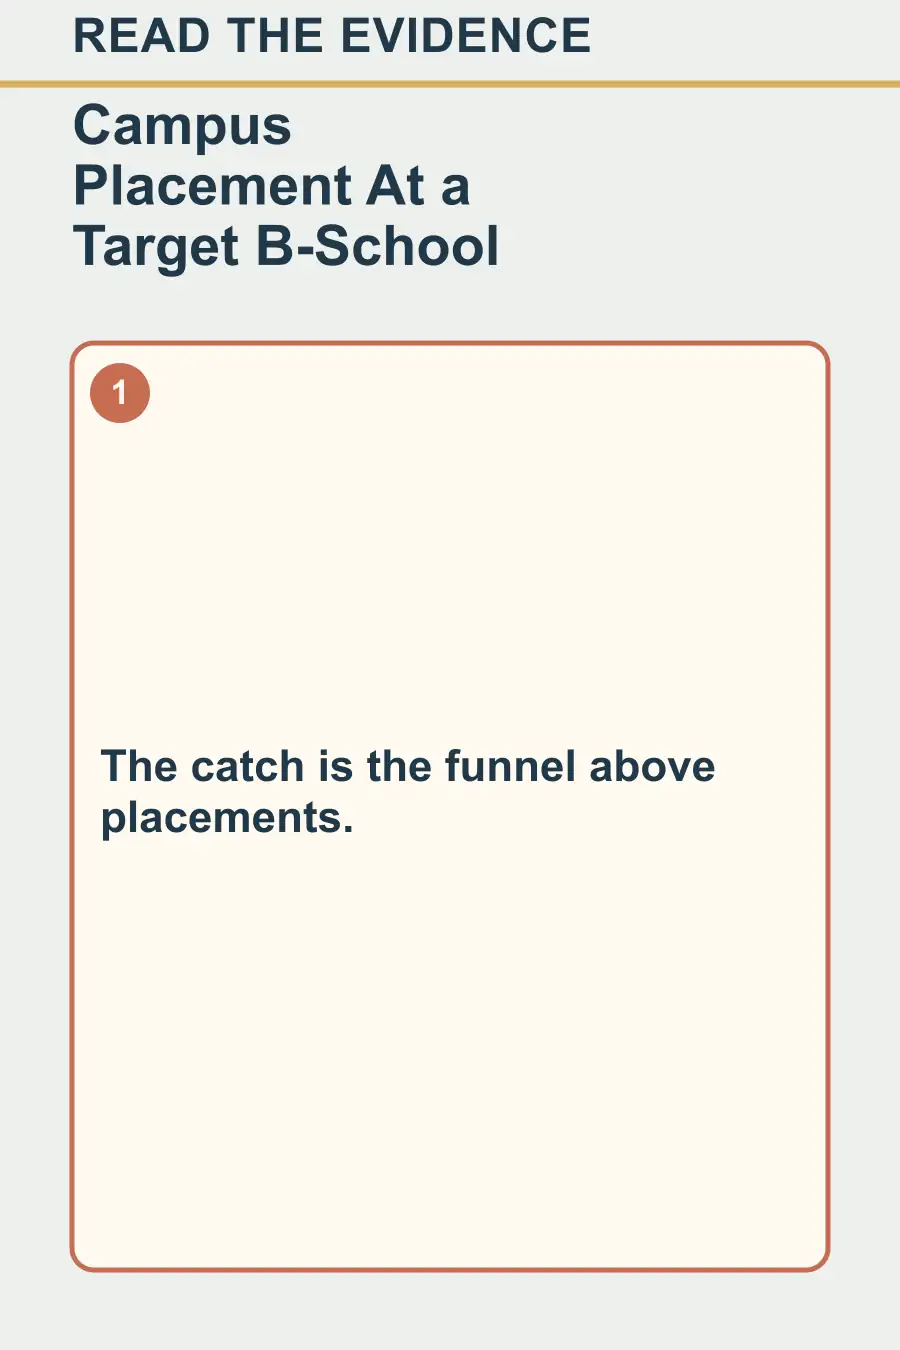 READ THE EVIDENCE
Campus
Placement At a
Target B-School
1
The catch is the funnel above
placements.